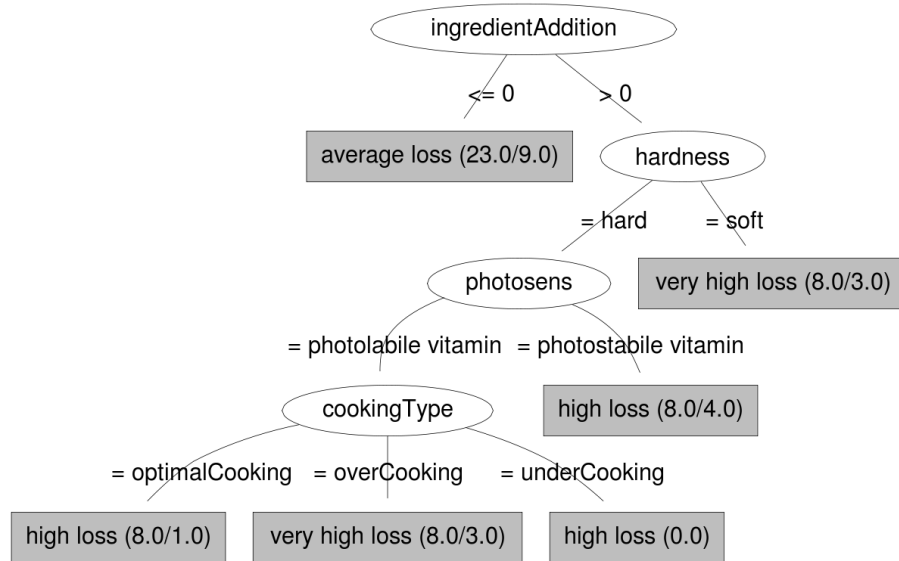 ingredientAddition
<= 0
> 0
average loss (23.0/9.0)
hardness
= hard
= soft
photosens
very high loss (8.0/3.0)
= photolabile vitamin
= photostabile vitamin
cookingType
high loss (8.0/4.0)
= optimalCooking
= overCooking
= underCooking
high loss (8.0/1.0)
very high loss (8.0/3.0)
high loss (0.0)